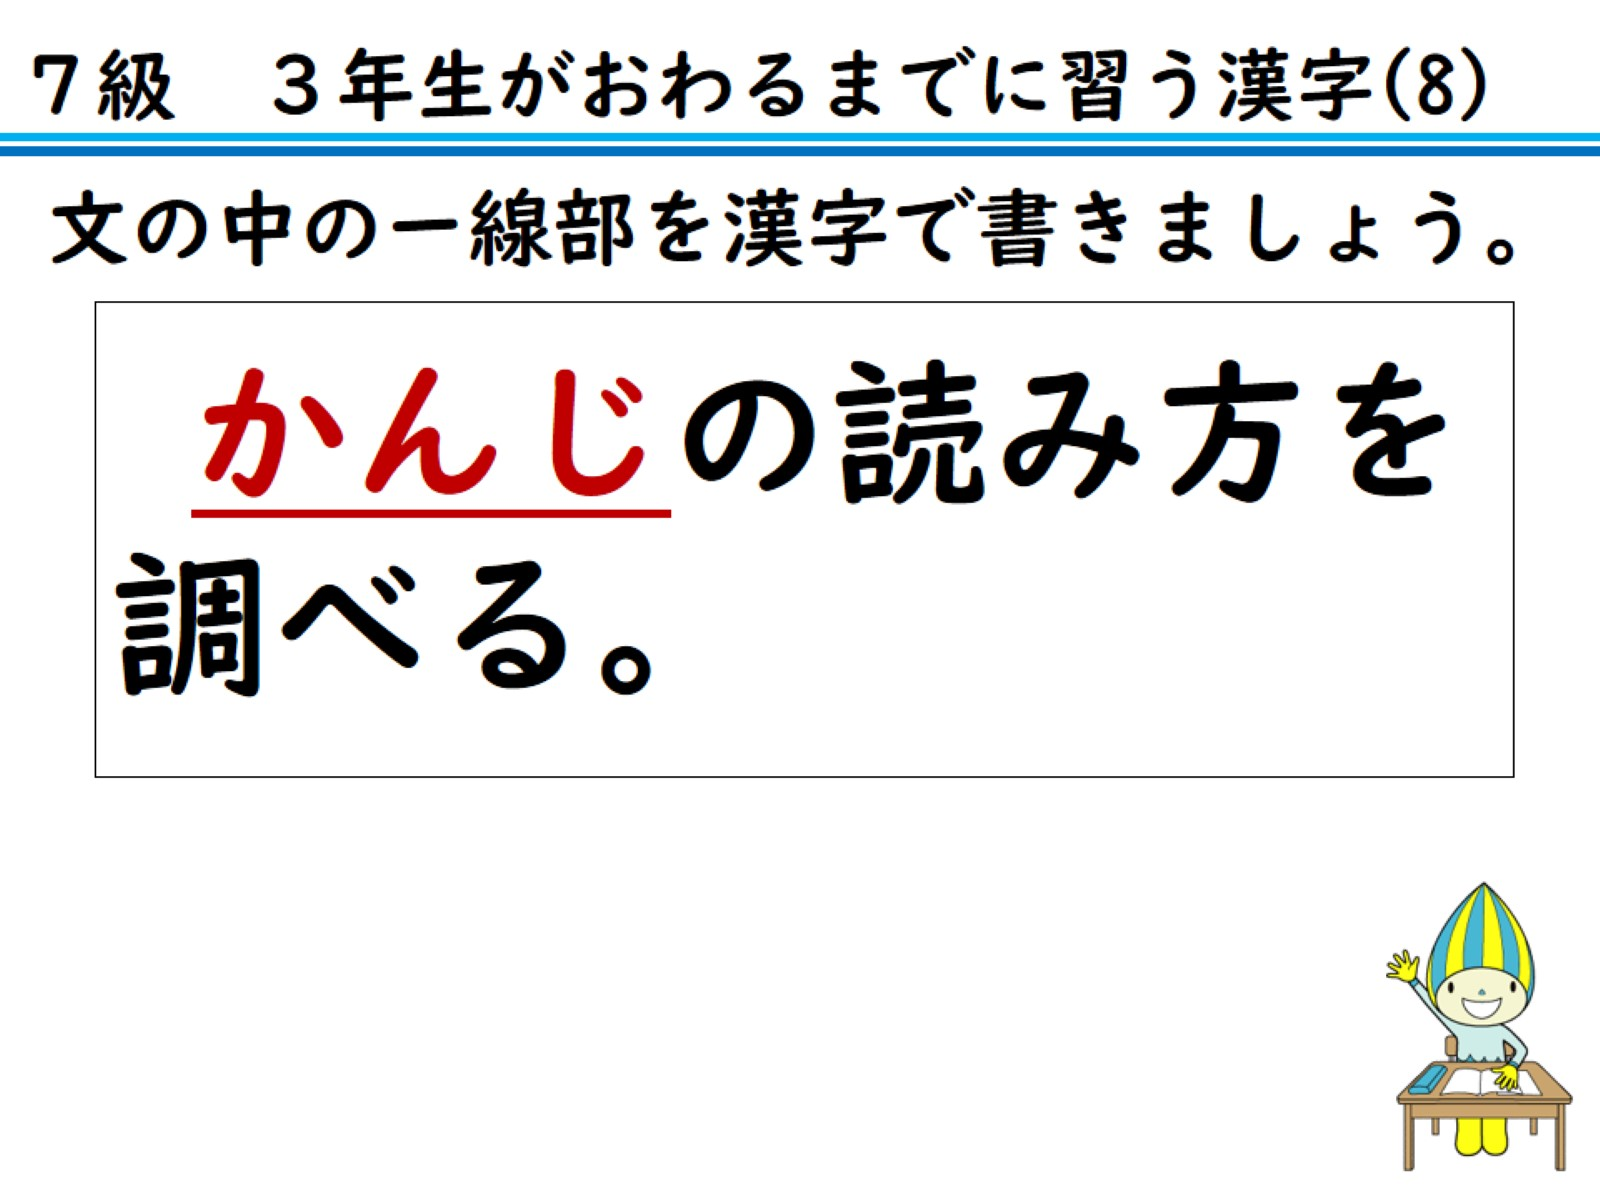 ７級　３年生がおわるまでに習う漢字(8)
文の中の一線部を漢字で書きましょう。
かんじの読み方を
調べる。